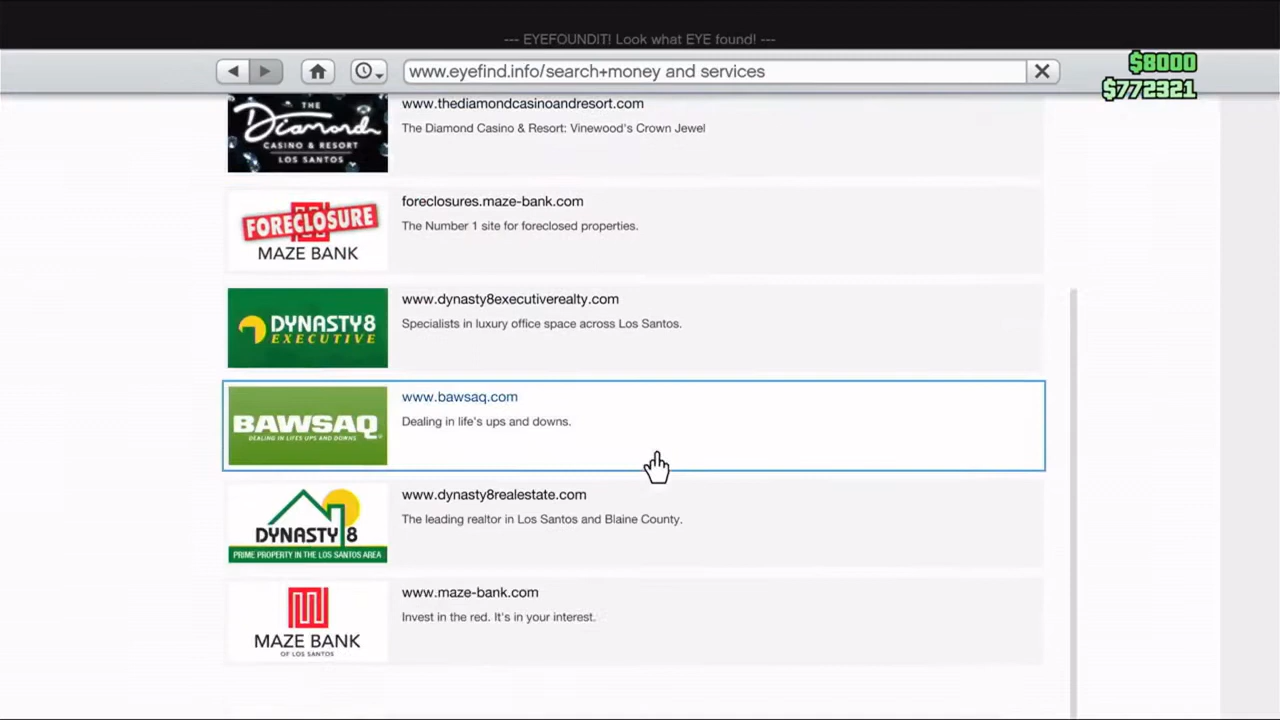 --- EYEFOUNDIT! Look what EYE found! ---
www.eyefind.info/search+money and services
$8000
$772321
THE
Diamond
CASINO & RESORT
LOS SANTOS
www.thediamondcasinoandresort.com
The Diamond Casino & Resort: Vinewood's Crown Jewel
FORECLOSURE
MAZE BANK
foreclosures.maze-bank.com
The Number 1 site for foreclosed properties.
DYNASTY8
EXECUTIVE
www.dynasty8executiverealty.com
Specialists in luxury office space across Los Santos.
BAWSAQ
DEALING IN LIFE'S UPS AND DOWNS
www.bawsaq.com
Dealing in life's ups and downs.
DYNASTY 8
PRIME PROPERTY IN THE LOS SANTOS AREA
www.dynasty8realestate.com
The leading realtor in Los Santos and Blaine County.
MAZE BANK
OF LOS SANTOS
www.maze-bank.com
Invest in the red. It's in your interest.